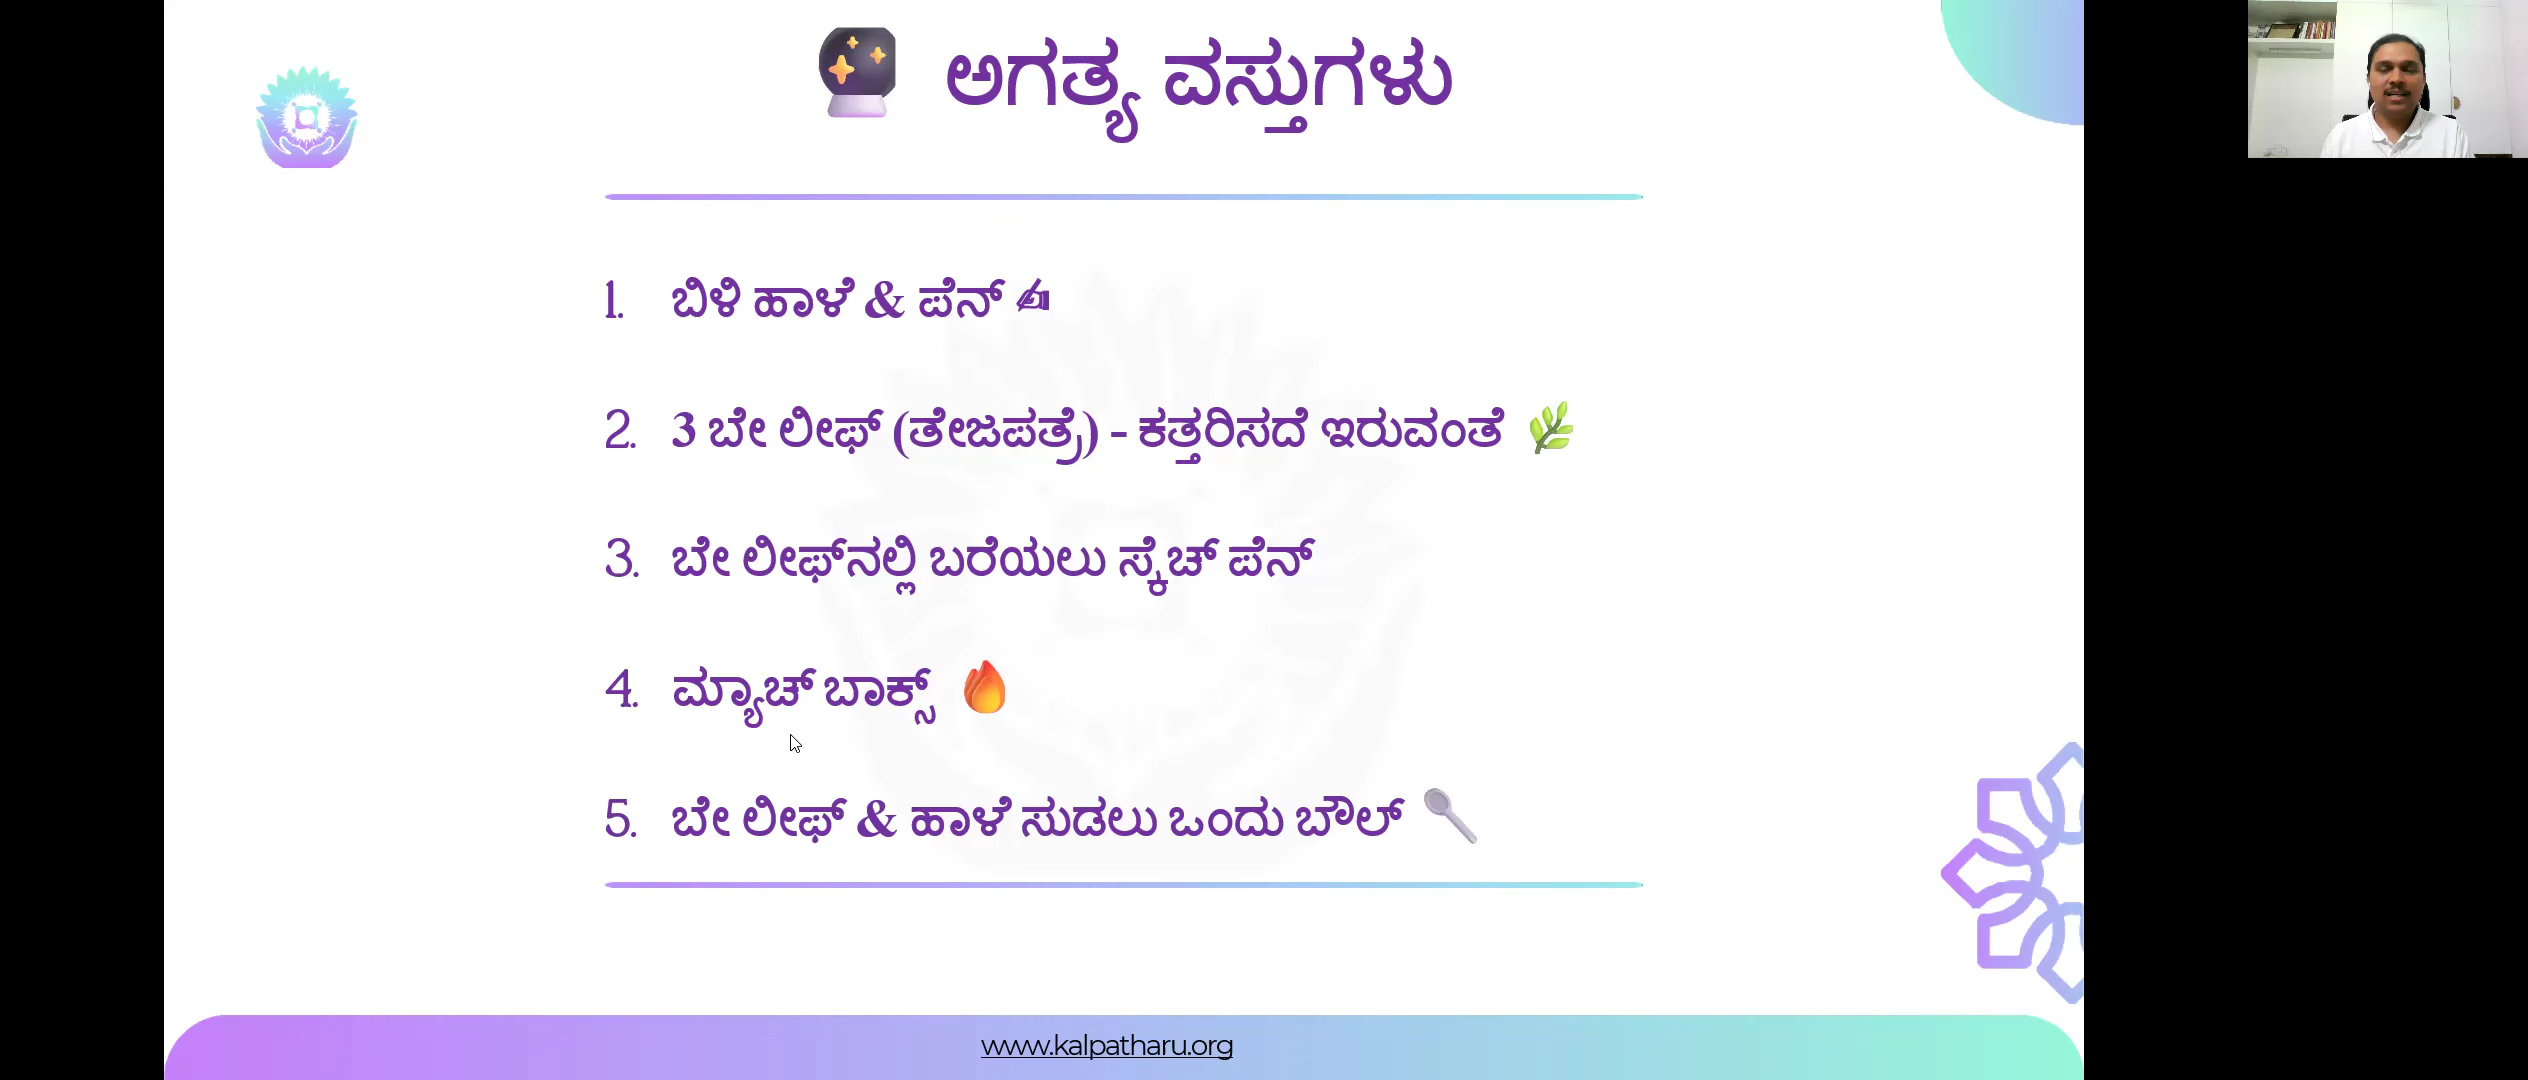 ಅಗತ್ಯ ವಸ್ತುಗಳು
1. ಬಿಳಿ ಹಾಳೆ & ಪೆನ್ ✍
2. 3 ಬೇ ಲೀಫ್ (ತೇಜಪತ್ರೆ) - ಕತ್ತರಿಸದೆ ಇರುವಂತೆ 🌿
3. ಬೇ ಲೀಫ್‌ನಲ್ಲಿ ಬರೆಯಲು ಸ್ಕೆಚ್ ಪೆನ್
4. ಮ್ಯಾಚ್ ಬಾಕ್ಸ್ 🔥
5. ಬೇ ಲೀಫ್ & ಹಾಳೆ ಸುಡಲು ಒಂದು ಬೌಲ್ 🥄
www.kalpatharu.org